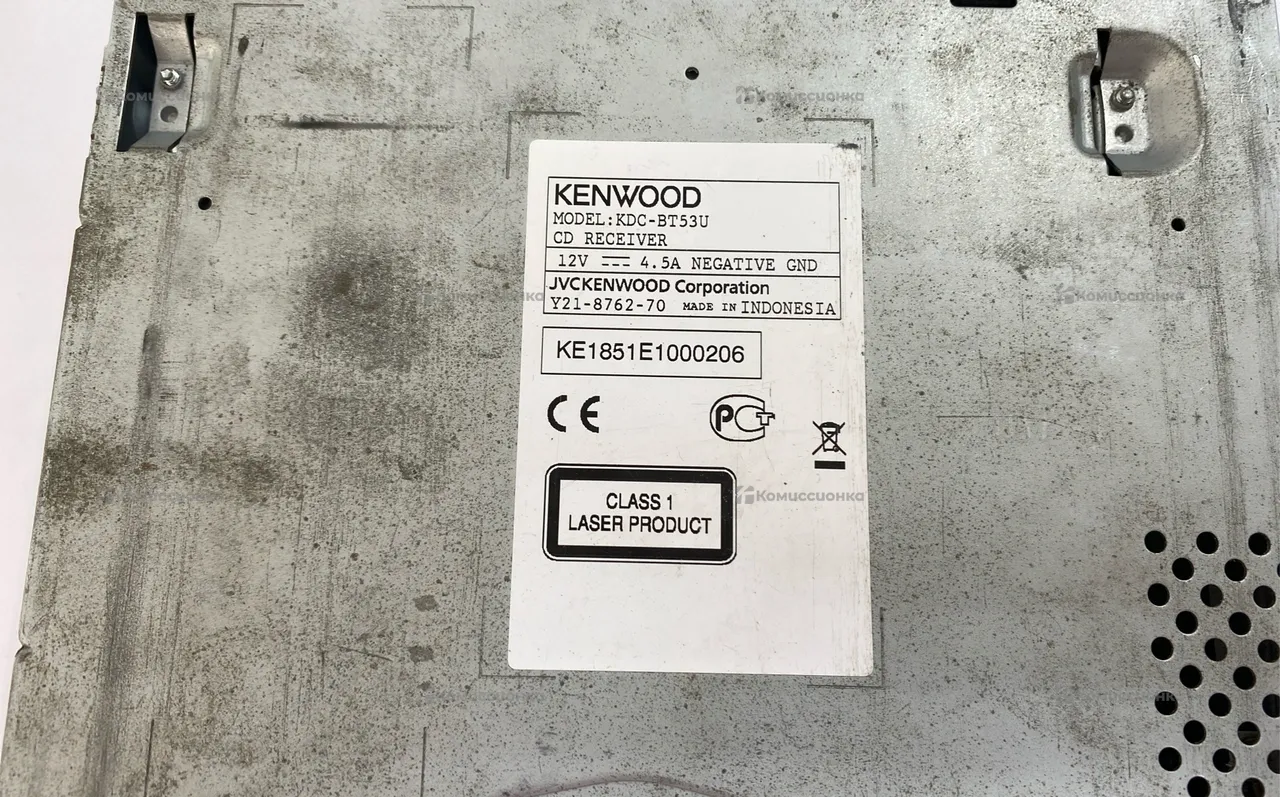 Комиссионка
KENWOOD
MODEL:KDC-BT53U
CD RECEIVER
12V 4.5A NEGATIVE GND
JVCKENWOOD Corporation
Y21-8762-70 MADE IN INDONESIA
Комиссионка
KE1851E1000206
CE
РСТ
CLASS 1
LASER PRODUCT
Комиссионка